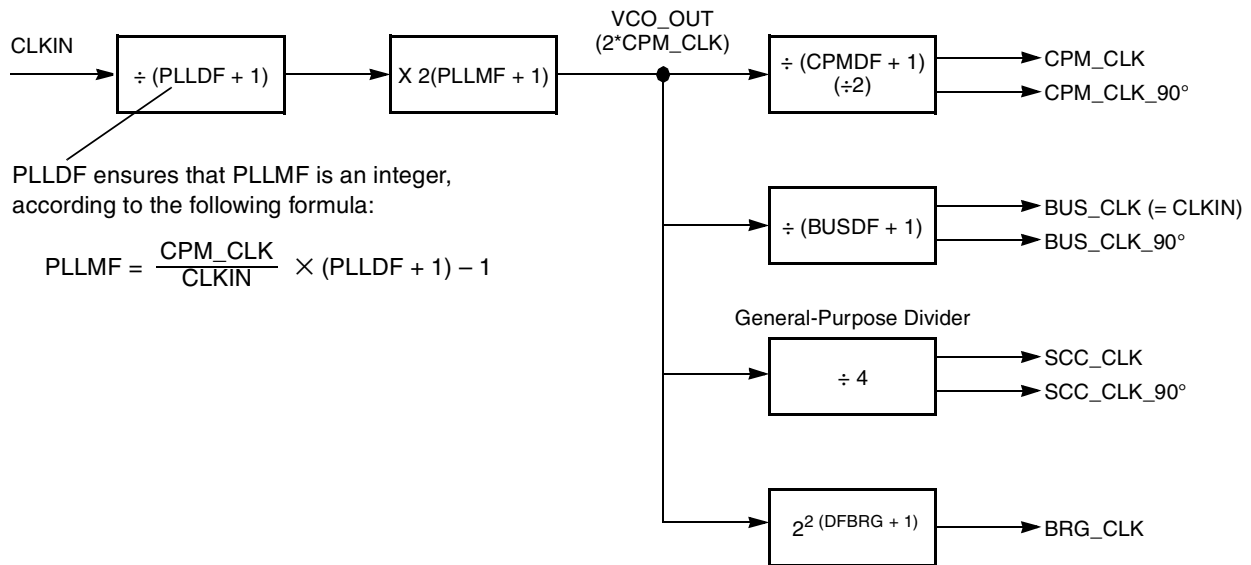 CLKIN
÷ (PLLDF + 1)
X 2(PLLMF + 1)
VCO_OUT
(2*CPM_CLK)
÷ (CPMDF + 1)
(÷2)
CPM_CLK
CPM_CLK_90°
PLLDF ensures that PLLMF is an integer,
according to the following formula:
PLLMF = CPM_CLK / CLKIN × (PLLDF + 1) – 1
÷ (BUSDF + 1)
BUS_CLK (= CLKIN)
BUS_CLK_90°
General-Purpose Divider
÷ 4
SCC_CLK
SCC_CLK_90°
2^2 (DFBRG + 1)
BRG_CLK